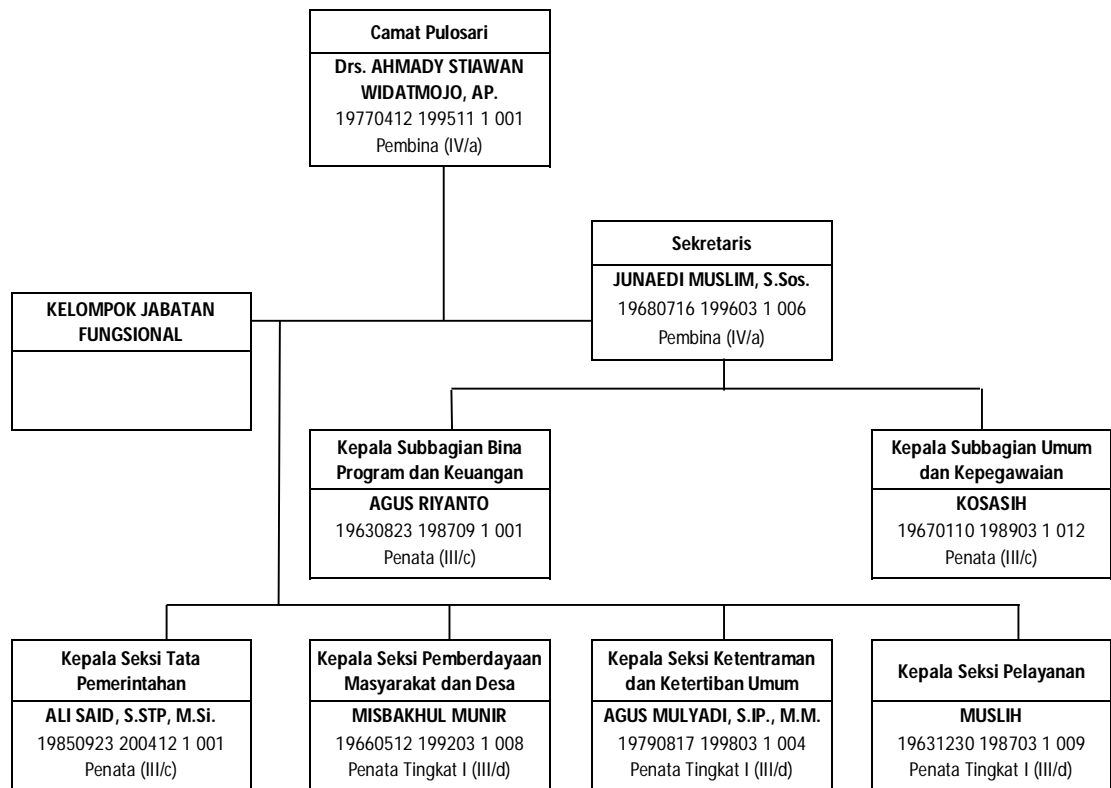 Camat Pulosari
Drs. AHMADY STIAWAN
WIDATMOJO, AP.
19770412 199511 1 001
Pembina (IV/a)
Sekretaris
JUNAEDI MUSLIM, S.Sos.
19680716 199603 1 006
Pembina (IV/a)
KELOMPOK JABATAN
FUNGSIONAL
Kepala Subbagian Bina
Program dan Keuangan
AGUS RIYANTO
19630823 198709 1 001
Penata (III/c)
Kepala Subbagian Umum
dan Kepegawaian
KOSASIH
19670110 198903 1 012
Penata (III/c)
Kepala Seksi Tata
Pemerintahan
ALI SAID, S.STP, M.Si.
19850923 200412 1 001
Penata (III/c)
Kepala Seksi Pemberdayaan
Masyarakat dan Desa
MISBAKHUL MUNIR
19660512 199203 1 008
Penata Tingkat I (III/d)
Kepala Seksi Ketentraman
dan Ketertiban Umum
AGUS MULYADI, S.IP., M.M.
19790817 199803 1 004
Penata Tingkat I (III/d)
Kepala Seksi Pelayanan
MUSLIH
19631230 198703 1 009
Penata Tingkat I (III/d)